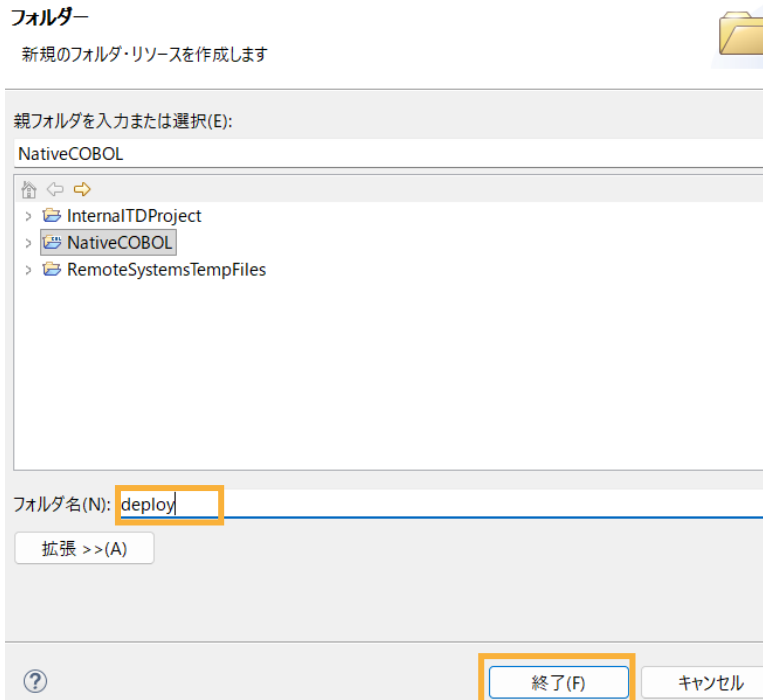 フォルダー
新規のフォルダ・リソースを作成します
親フォルダを入力または選択(E):
NativeCOBOL
InternalTDProject
NativeCOBOL
RemoteSystemsTempFiles
フォルダ名(N): deploy
拡張 >>(A)
終了(F) キャンセル